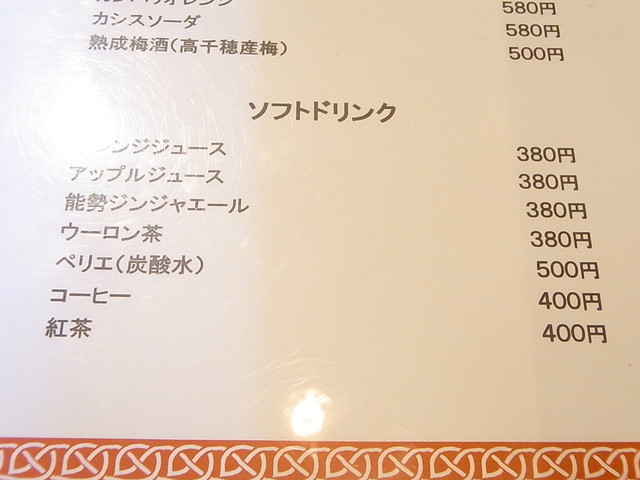 580円
カシスソーダ 580円
熟成梅酒（高千穂産梅） 500円
ソフトドリンク
ンジジュース 380円
アップルジュース 380円
能勢ジンジャエール 380円
ウーロン茶 380円
ペリエ（炭酸水） 500円
コーヒー 400円
紅茶 400円